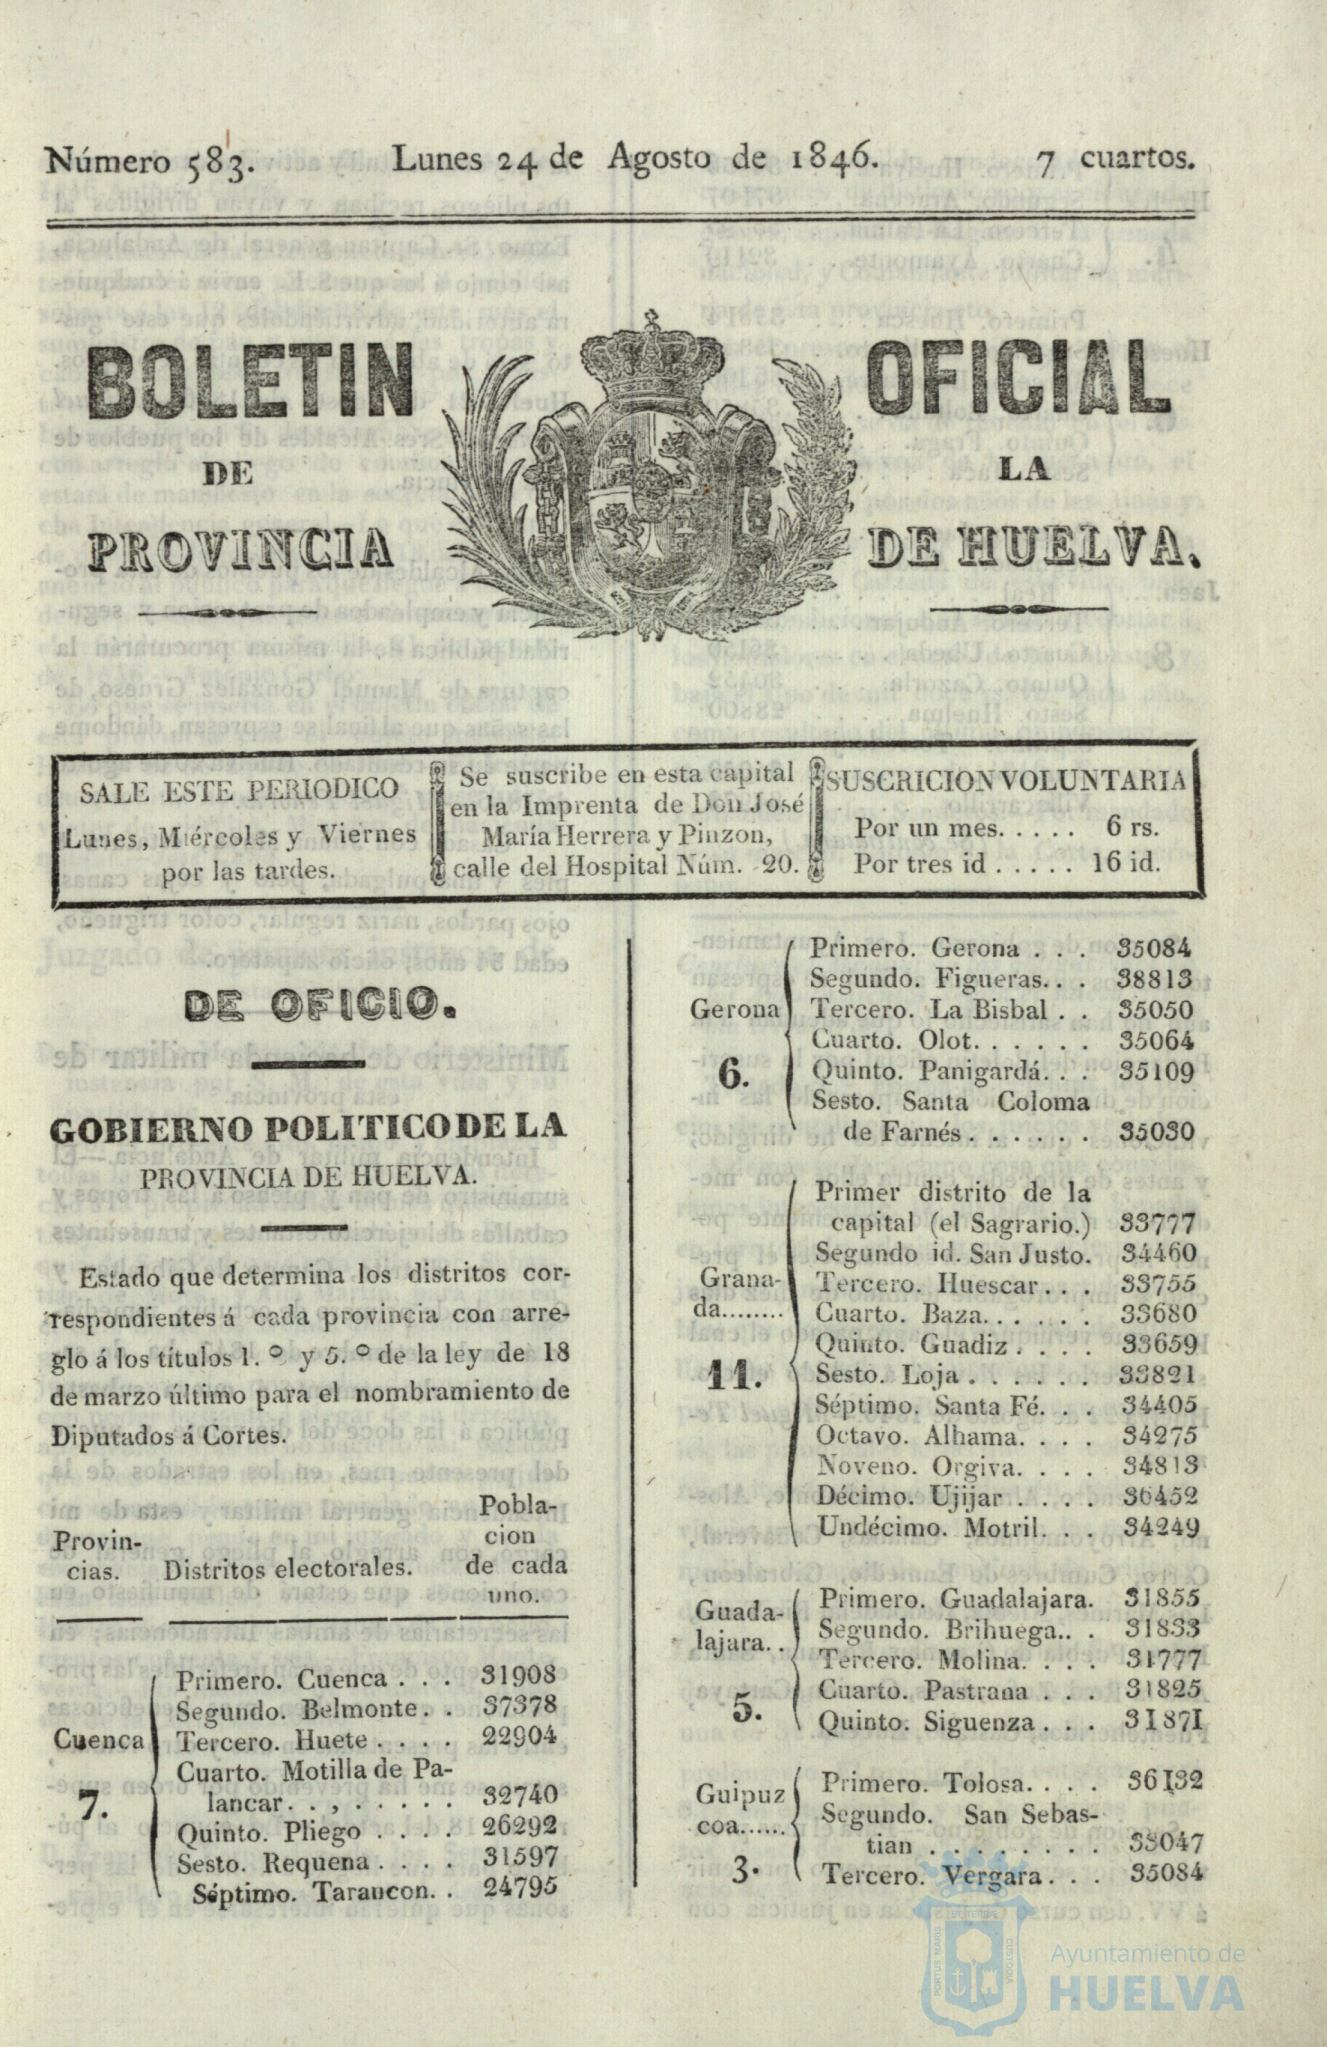 Número 583. Lunes 24 de Agosto de 1846. 7 cuartos.
BOLETIN OFICIAL
DE LA
PROVINCIA DE HUELVA.
SALE ESTE PERIODICO
Lunes, Miércoles y Viernes
por las tardes.
Se suscribe en esta capital
en la Imprenta de Don José
María Herrera y Pinzon,
calle del Hospital Núm. 20.
SUSCRICION VOLUNTARIA
Por un mes. . . . . 6 rs.
Por tres id . . . . . 16 id.
DE OFICIO.
GOBIERNO POLITICO DE LA
PROVINCIA DE HUELVA.
Estado que determina los distritos cor-
respondientes á cada provincia con arre-
glo á los títulos 1.º y 5.º de la ley de 18
de marzo último para el nombramiento de
Diputados á Cortes.
Provin-
cias.
Distritos electorales.
Pobla-
cion
de cada
uno.
Cuenca
7.
Primero. Cuenca . . . 31908
Segundo. Belmonte. . 37378
Tercero. Huete . . . . 22904
Cuarto. Motilla de Pa-
lancar. . , . . . . . 32740
Quinto. Pliego . . . . 26292
Sesto. Requena . . . . 31597
Séptimo. Tarancon. . 24795
Gerona
6.
Primero. Gerona . . . 35084
Segundo. Figueras. . . 38813
Tercero. La Bisbal . . 35050
Cuarto. Olot. . . . . . 35064
Quinto. Panigardá. . . 35109
Sesto. Santa Coloma
de Farnés . . . . . . 35030
Grana-
da........
11.
Primer distrito de la
capital (el Sagrario.) 33777
Segundo id. San Justo. 34460
Tercero. Huescar . . . 33755
Cuarto. Baza. . . . . . 33680
Quinto. Guadiz . . . . 33659
Sesto. Loja . . . . . . 33821
Séptimo. Santa Fé. . . 34405
Octavo. Alhama. . . . 34275
Noveno. Orgiva. . . . 34813
Décimo. Ujijar . . . . 36452
Undécimo. Motril. . . 34249
Guada-
lajara. .
5.
Primero. Guadalajara. 31855
Segundo. Brihuega.. . 31833
Tercero. Molina. . . . 31777
Cuarto. Pastrana . . . 31825
Quinto. Siguenza . . . 31871
Guipuz
coa......
3.
Primero. Tolosa. . . . 36132
Segundo. San Sebas-
tian . . . . . . . . . 33047
Tercero. Vergara. . . 35084
Ayuntamiento de
HUELVA